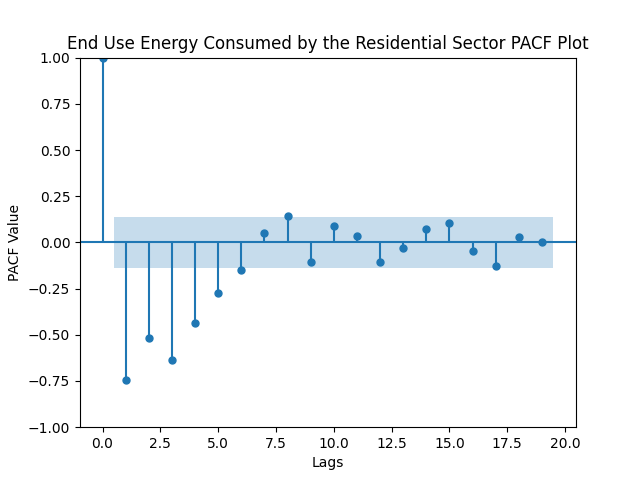 End Use Energy Consumed by the Residential Sector PACF Plot
1.00
0.75
0.50
0.25
0.00
−0.25
−0.50
−0.75
−1.00
PACF Value
0.0 2.5 5.0 7.5 10.0 12.5 15.0 17.5 20.0
Lags